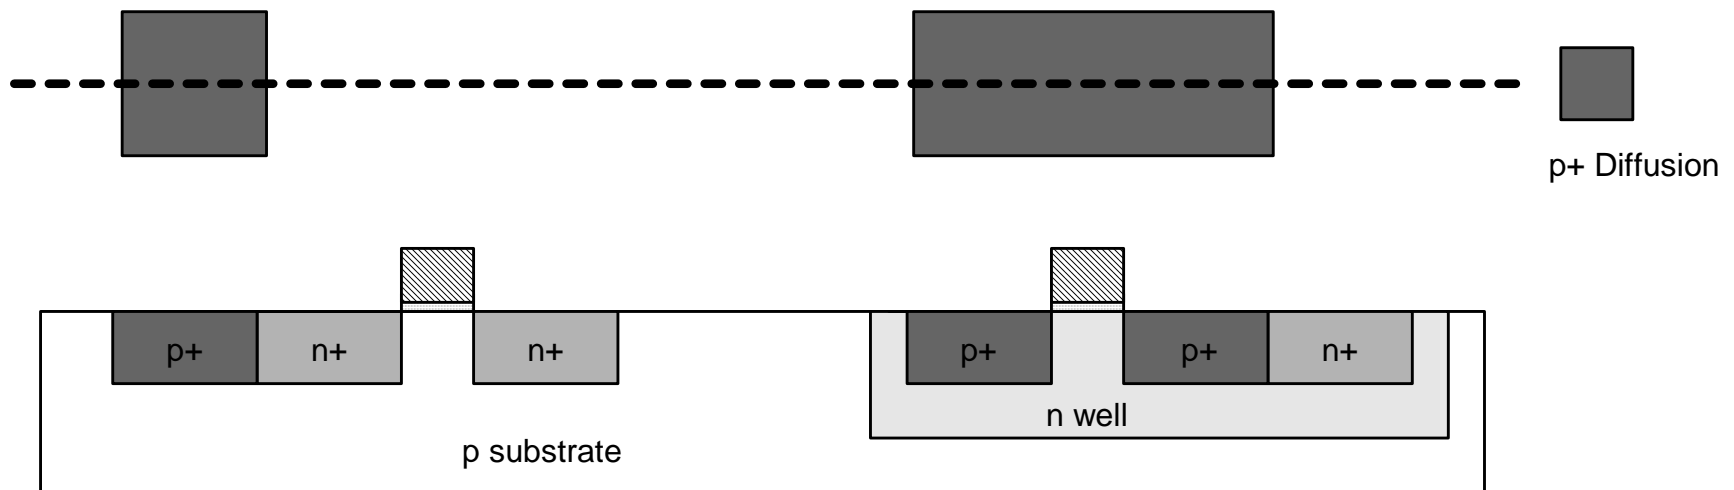 p+ Diffusion
p+ n+ n+ p+ p+ n+
n well
p substrate